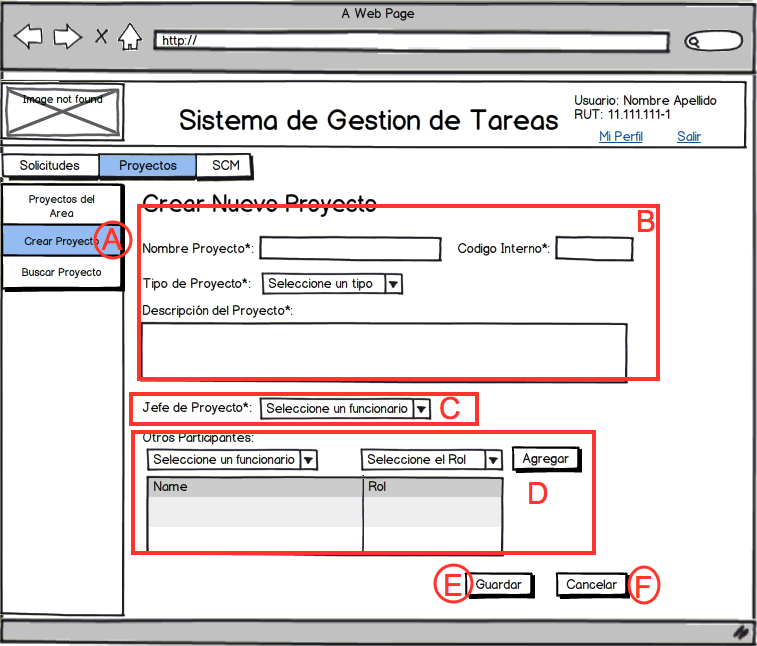 A Web Page
http://
Image not found
Sistema de Gestion de Tareas
Usuario: Nombre Apellido
RUT: 11.111.111-1
Mi Perfil Salir
Solicitudes Proyectos SCM
Proyectos del
Area
Crear Proyecto A
Buscar Proyecto
Crear Nuevo Proyecto
B
Nombre Proyecto*: Codigo Interno*:
Tipo de Proyecto*: Seleccione un tipo
Descripción del Proyecto*:
Jefe de Proyecto*: Seleccione un funcionario C
Otros Participantes:
Seleccione un funcionario Seleccione el Rol Agregar
Name Rol
D
E Guardar Cancelar F